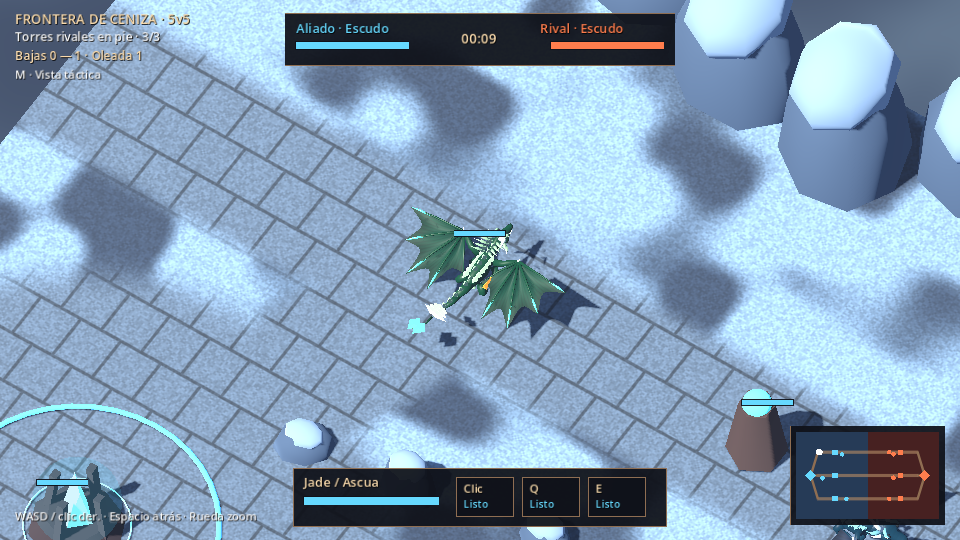 FRONTERA DE CENIZA · 5v5
Torres rivales en pie · 3/3
Bajas 0 — 1 · Oleada 1
M · Vista táctica
Aliado · Escudo
00:09
Rival · Escudo
Jade / Ascua
Clic
Listo
Q
Listo
E
Listo
WASD / clic der. · Espacio atrás · Rueda zoom